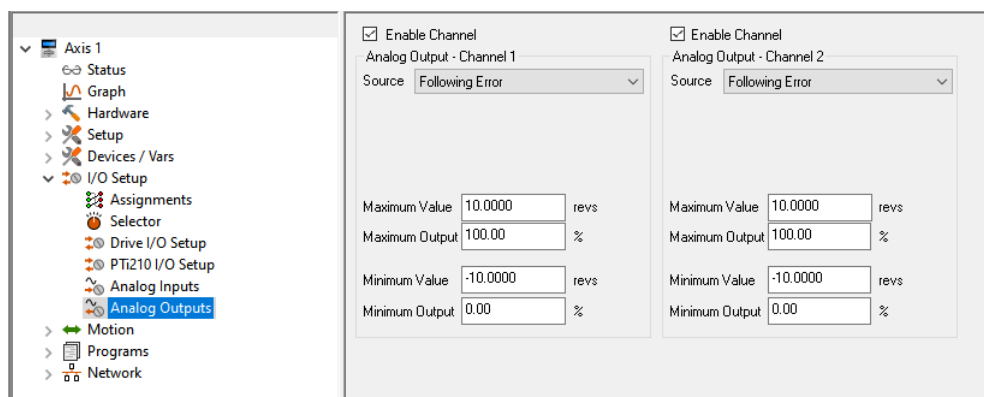 Axis 1
Status
Graph
Hardware
Setup
Devices / Vars
I/O Setup
Assignments
Selector
Drive I/O Setup
PTi210 I/O Setup
Analog Inputs
Analog Outputs
Motion
Programs
Network
Enable Channel
Analog Output - Channel 1
Source Following Error
Maximum Value 10.0000 revs
Maximum Output 100.00 %
Minimum Value -10.0000 revs
Minimum Output 0.00 %
Enable Channel
Analog Output - Channel 2
Source Following Error
Maximum Value 10.0000 revs
Maximum Output 100.00 %
Minimum Value -10.0000 revs
Minimum Output 0.00 %